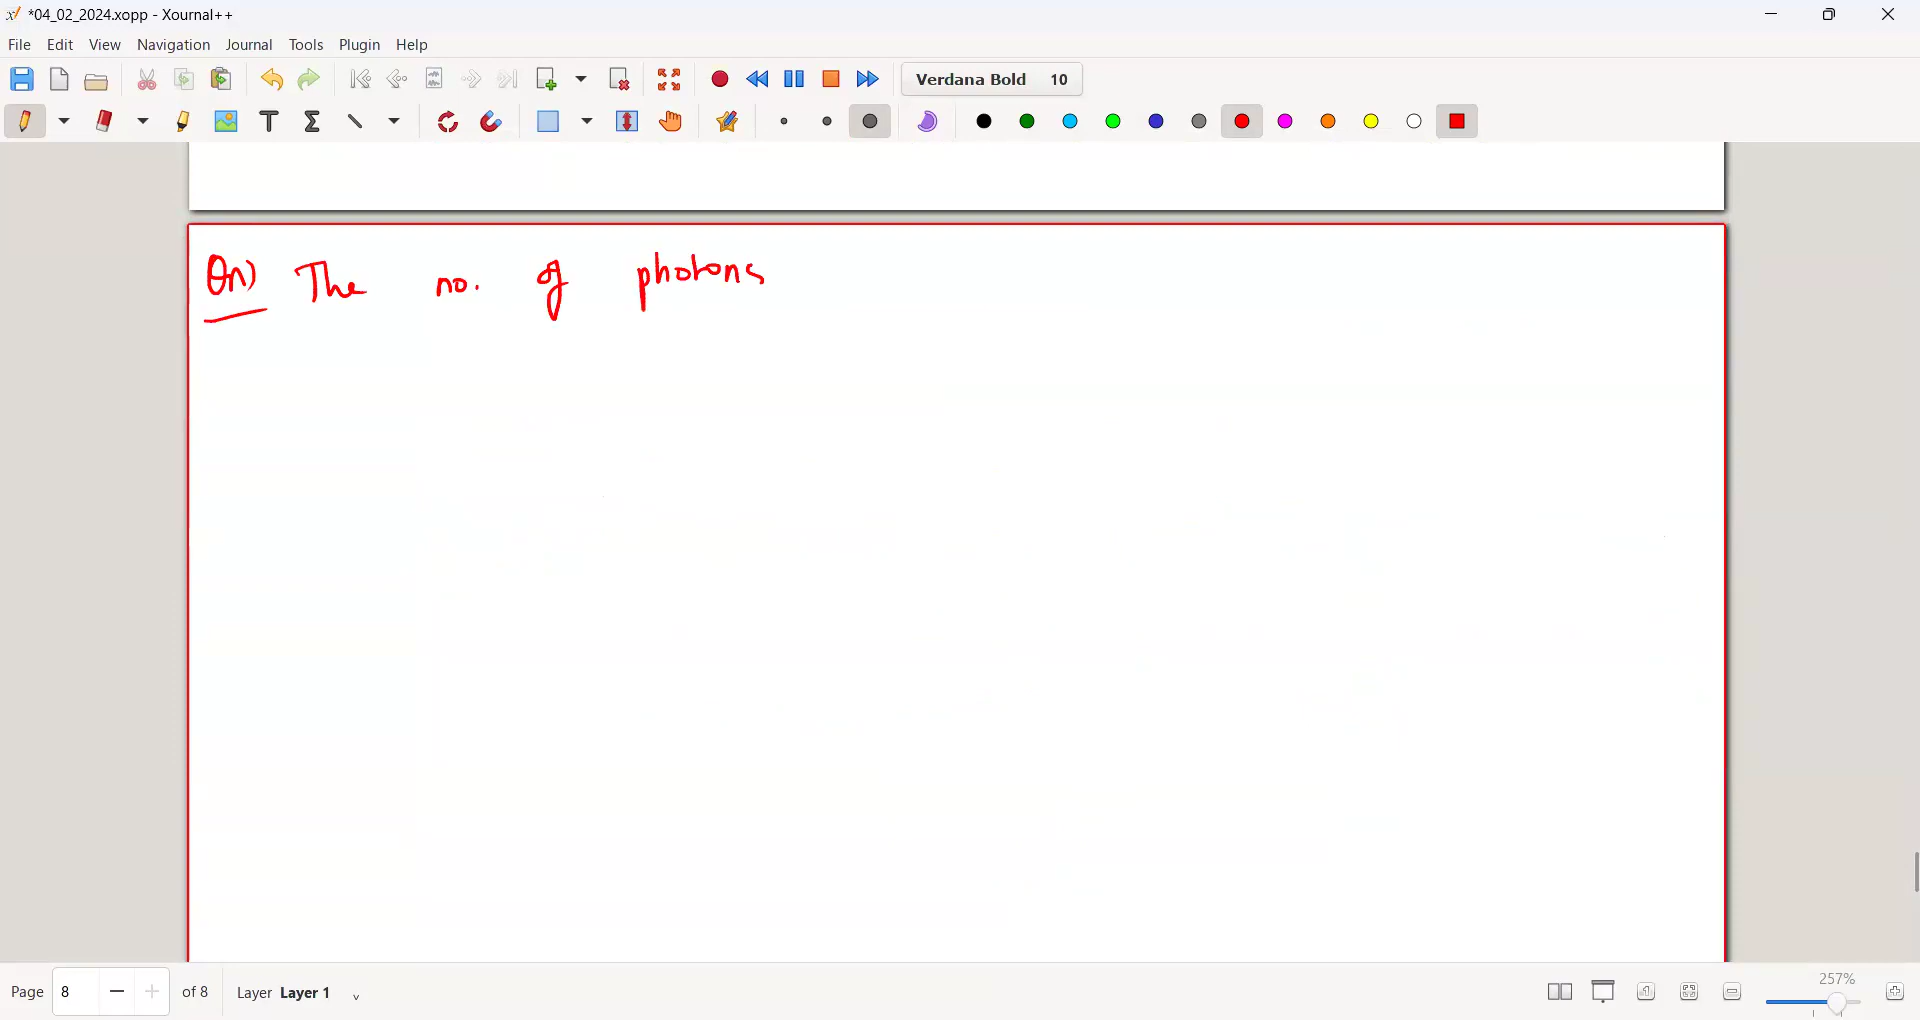 *04_02_2024.xopp - Xournal++
File Edit View Navigation Journal Tools Plugin Help
Verdana Bold 10
Qn) The no. of photons
Page 8 of 8 Layer Layer 1 257%